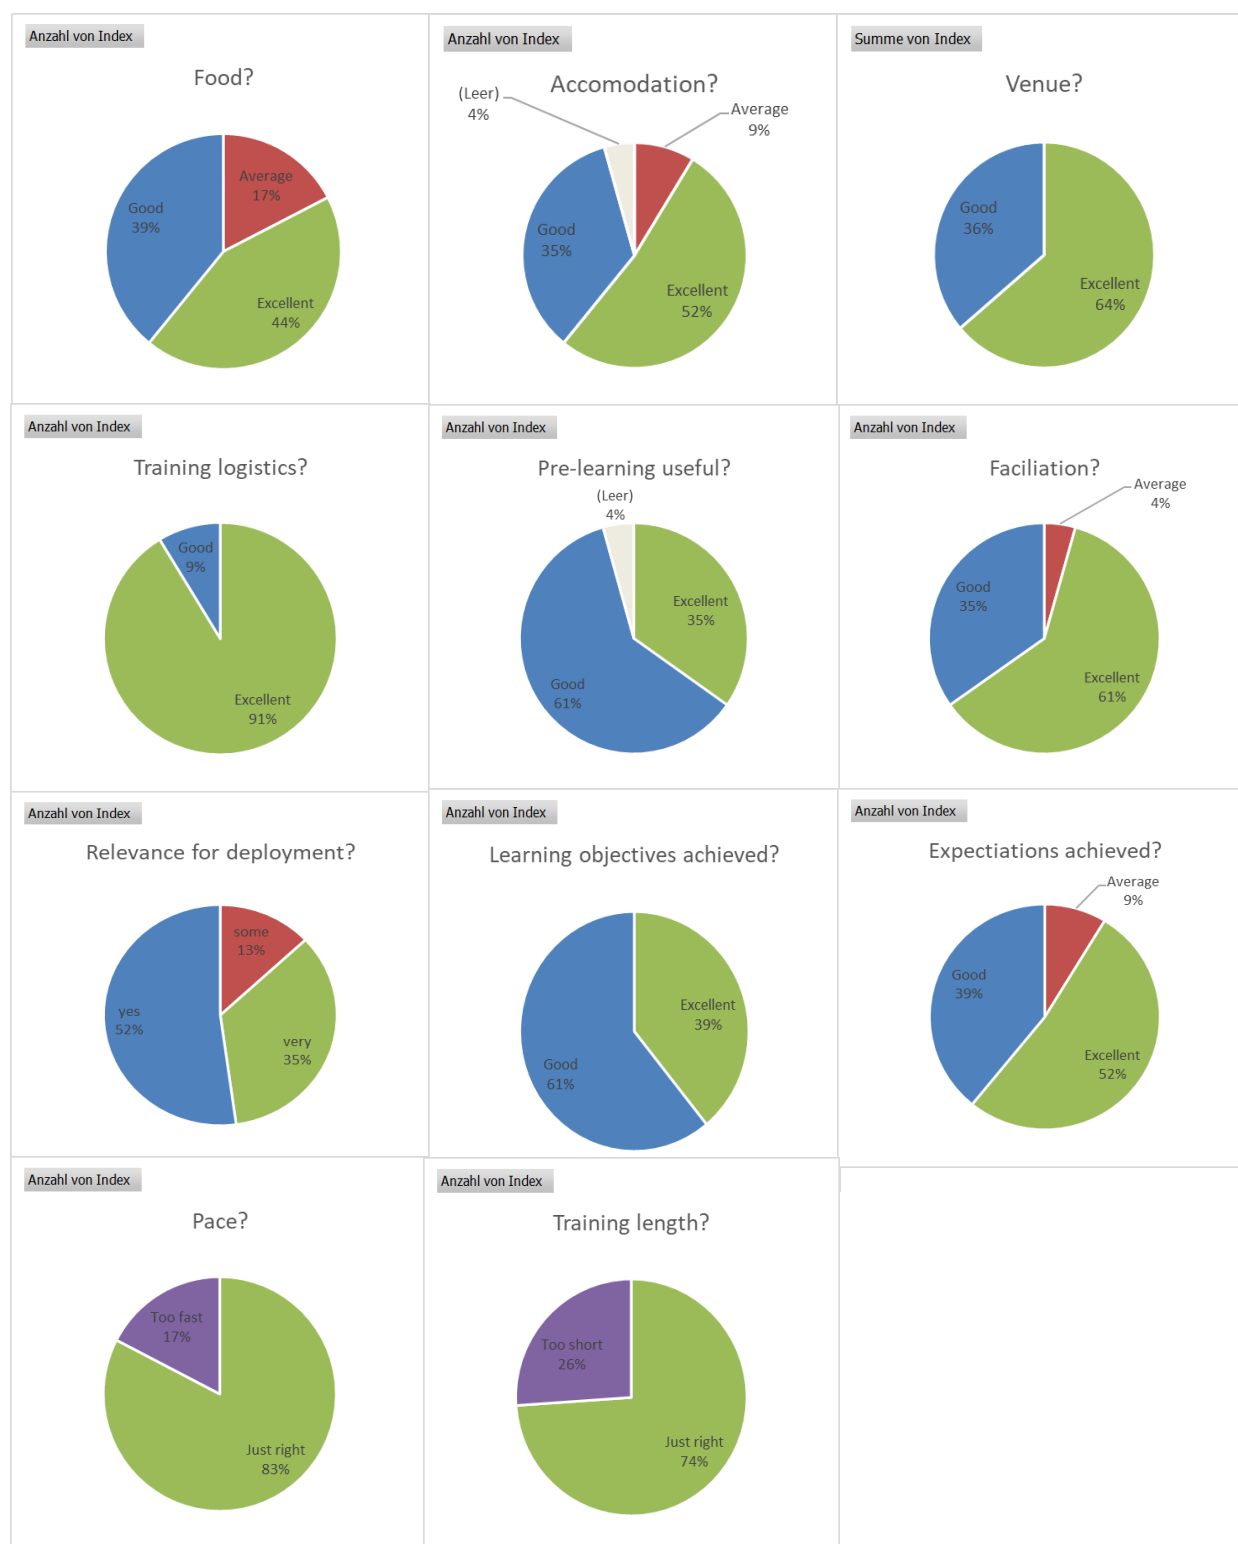 Anzahl von Index
Food?
Average
17%
Good
39%
Excellent
44%
Anzahl von Index
Accomodation?
(Leer)
4%
Average
9%
Good
35%
Excellent
52%
Summe von Index
Venue?
Good
36%
Excellent
64%
Anzahl von Index
Training logistics?
Good
9%
Excellent
91%
Anzahl von Index
Pre-learning useful?
(Leer)
4%
Excellent
35%
Good
61%
Anzahl von Index
Faciliation?
Average
4%
Good
35%
Excellent
61%
Anzahl von Index
Relevance for deployment?
some
13%
yes
52%
very
35%
Anzahl von Index
Learning objectives achieved?
Excellent
39%
Good
61%
Anzahl von Index
Expectiations achieved?
Average
9%
Good
39%
Excellent
52%
Anzahl von Index
Pace?
Too fast
17%
Just right
83%
Anzahl von Index
Training length?
Too short
26%
Just right
74%